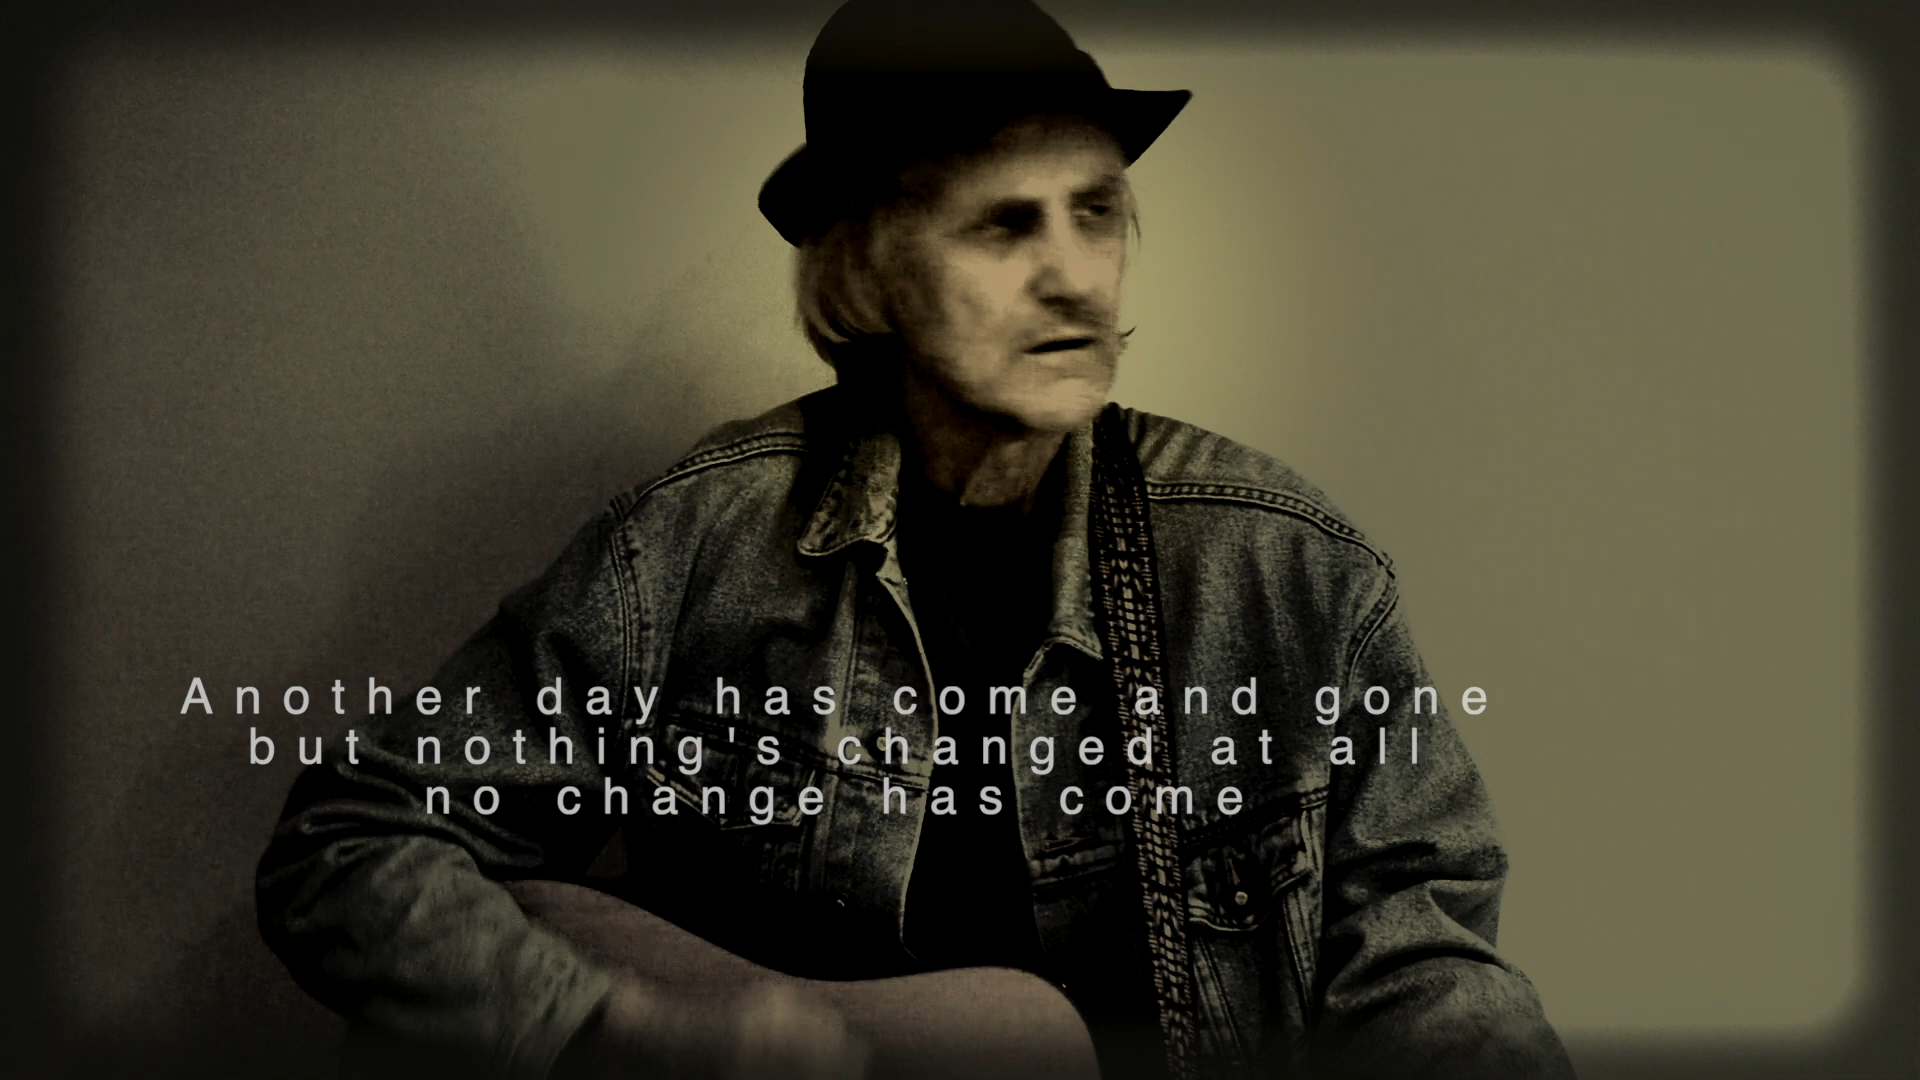 Another day has come and gone
but nothing's changed at all
no change has come